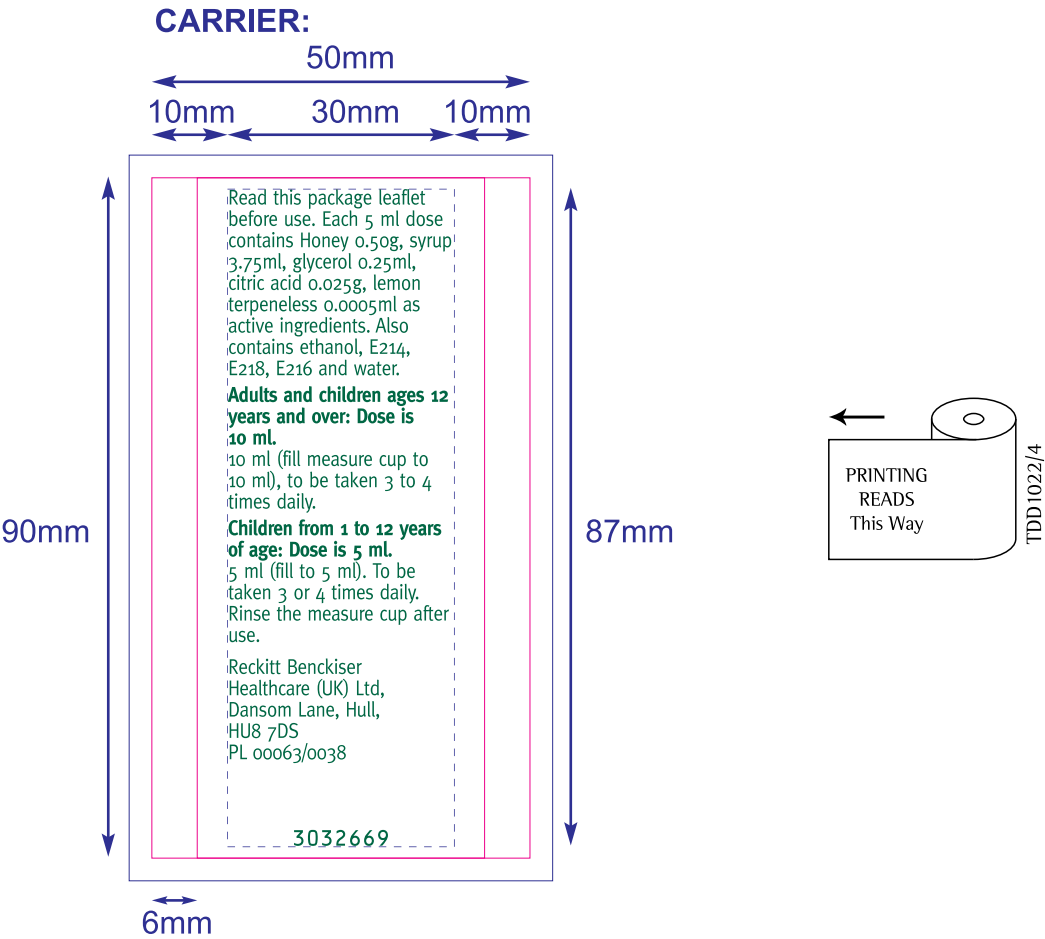 CARRIER:
50mm
10mm 30mm 10mm
Read this package leaflet
before use. Each 5 ml dose
contains Honey 0.50g, syrup
3.75ml, glycerol 0.25ml,
citric acid 0.025g, lemon
terpeneless 0.0005ml as
active ingredients. Also
contains ethanol, E214,
E218, E216 and water.
Adults and children ages 12
years and over: Dose is
10 ml.
10 ml (fill measure cup to
10 ml), to be taken 3 to 4
times daily.
Children from 1 to 12 years
of age: Dose is 5 ml.
5 ml (fill to 5 ml). To be
taken 3 or 4 times daily.
Rinse the measure cup after
use.
Reckitt Benckiser
Healthcare (UK) Ltd,
Dansom Lane, Hull,
HU8 7DS
PL 00063/0038
3032669
90mm
87mm
6mm
PRINTING
READS
This Way
TDD1022/4